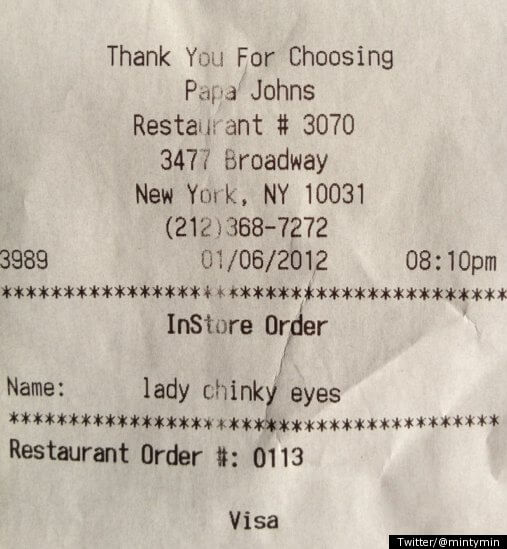 Thank You For Choosing
Papa Johns
Restaurant # 3070
3477 Broadway
New York, NY 10031
(212)368-7272
3989 01/06/2012 08:10pm
******************************************
InStore Order
Name: lady chinky eyes
******************************************
Restaurant Order #: 0113
Visa
Twitter/@mintymin